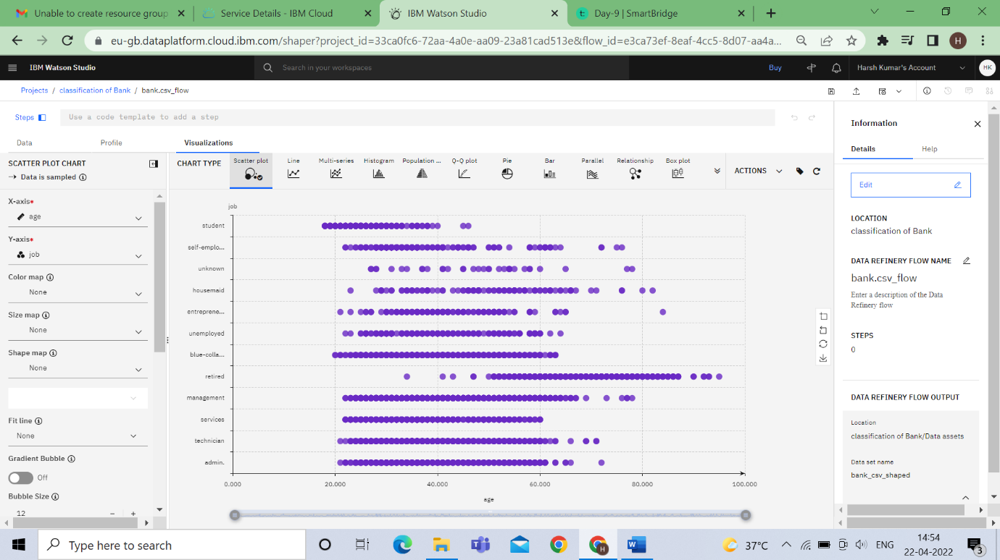 Unable to create resource group
Service Details - IBM Cloud
IBM Watson Studio
Day-9 | SmartBridge
eu-gb.dataplatform.cloud.ibm.com/shaper?project_id=33ca0fc6-72aa-4a0e-aa09-23a81cad513e&flow_id=e3ca73ef-8eaf-4cc5-8d07-aa4a...
H
IBM Watson Studio
Search in your workspaces
Buy
Harsh Kumar's Account
HK
Projects / classification of Bank / bank.csv_flow
Steps
Use a code template to add a step
Data
Profile
Visualizations
SCATTER PLOT CHART
Data is sampled
X-axis*
age
Y-axis*
job
Color map
None
Size map
None
Shape map
None
Fit line
None
Gradient Bubble
Off
Bubble Size
12
CHART TYPE
Scatter plot
Line
Multi-series
Histogram
Population ...
Q-Q plot
Pie
Bar
Parallel
Relationship
Box plot
ACTIONS
job
student
self-emplo...
unknown
housemaid
entreprene...
unemployed
blue-colla...
retired
management
services
technician
admin.
0.000
20.000
40.000
60.000
80.000
100.000
age
Information
Details
Help
Edit
LOCATION
classification of Bank
DATA REFINERY FLOW NAME
bank.csv_flow
Enter a description of the Data
Refinery flow
STEPS
0
DATA REFINERY FLOW OUTPUT
Location
classification of Bank/Data assets
Data set name
bank_csv_shaped
Type here to search
H
37°C
ENG
14:54
22-04-2022
3